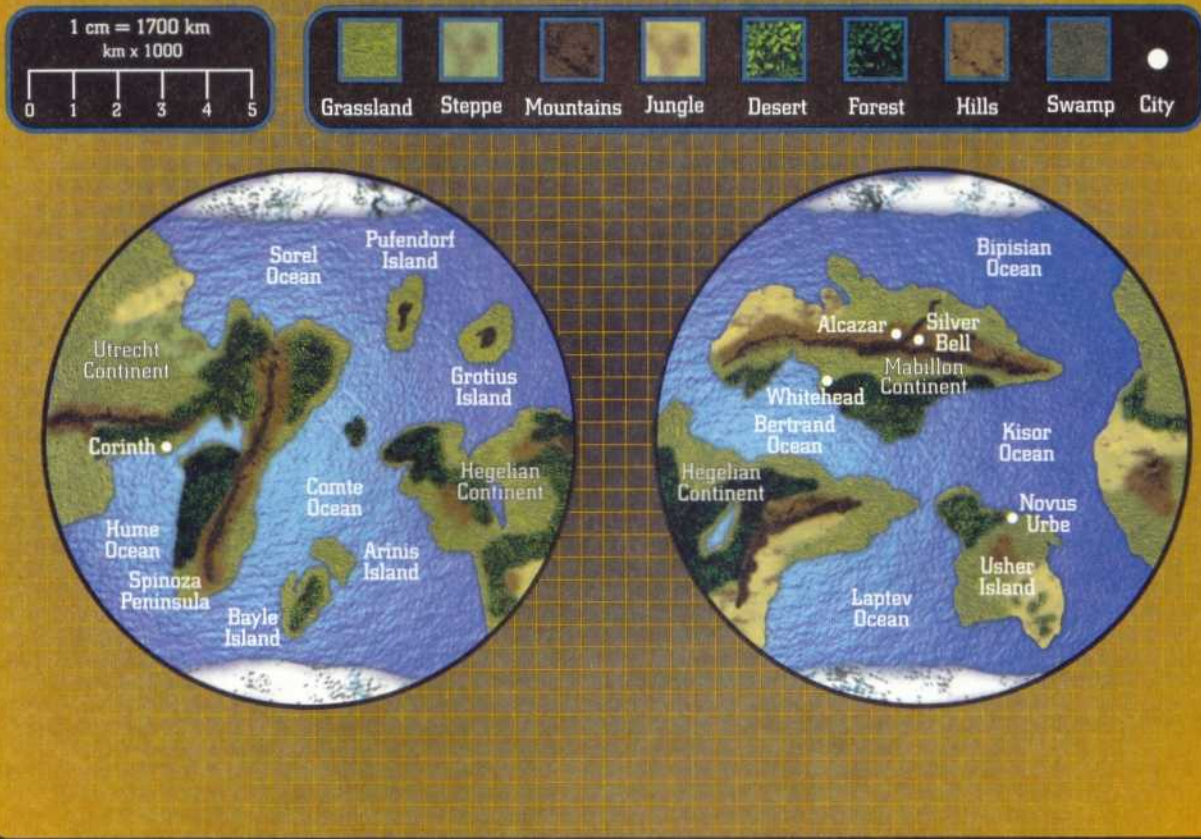 1 cm = 1700 km
km x 1000
0 1 2 3 4 5
Grassland Steppe Mountains Jungle Desert Forest Hills Swamp City
Sorel
Ocean
Pufendorf
Island
Utrecht
Continent
Grotius
Island
Corinth
Hegelian
Continent
Comte
Ocean
Hume
Ocean
Arinis
Island
Spinoza
Peninsula
Bayle
Island
Bipisian
Ocean
Alcazar
Silver
Bell
Mabillon
Continent
Whitehead
Bertrand
Ocean
Kisor
Ocean
Hegelian
Continent
Novus
Urbe
Usher
Island
Laptev
Ocean